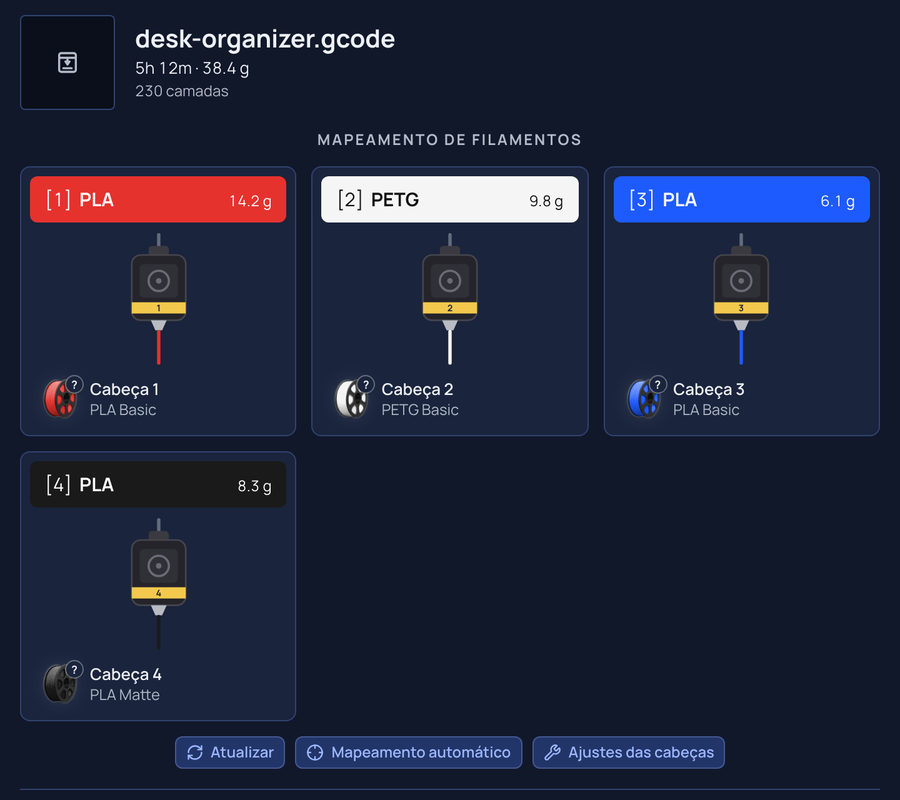 desk-organizer.gcode
5h 12m · 38.4 g
230 camadas
MAPEAMENTO DE FILAMENTOS
[1] PLA 14.2 g
1
?
Cabeça 1
PLA Basic
[2] PETG 9.8 g
2
?
Cabeça 2
PETG Basic
[3] PLA 6.1 g
3
?
Cabeça 3
PLA Basic
[4] PLA 8.3 g
4
?
Cabeça 4
PLA Matte
Atualizar
Mapeamento automático
Ajustes das cabeças